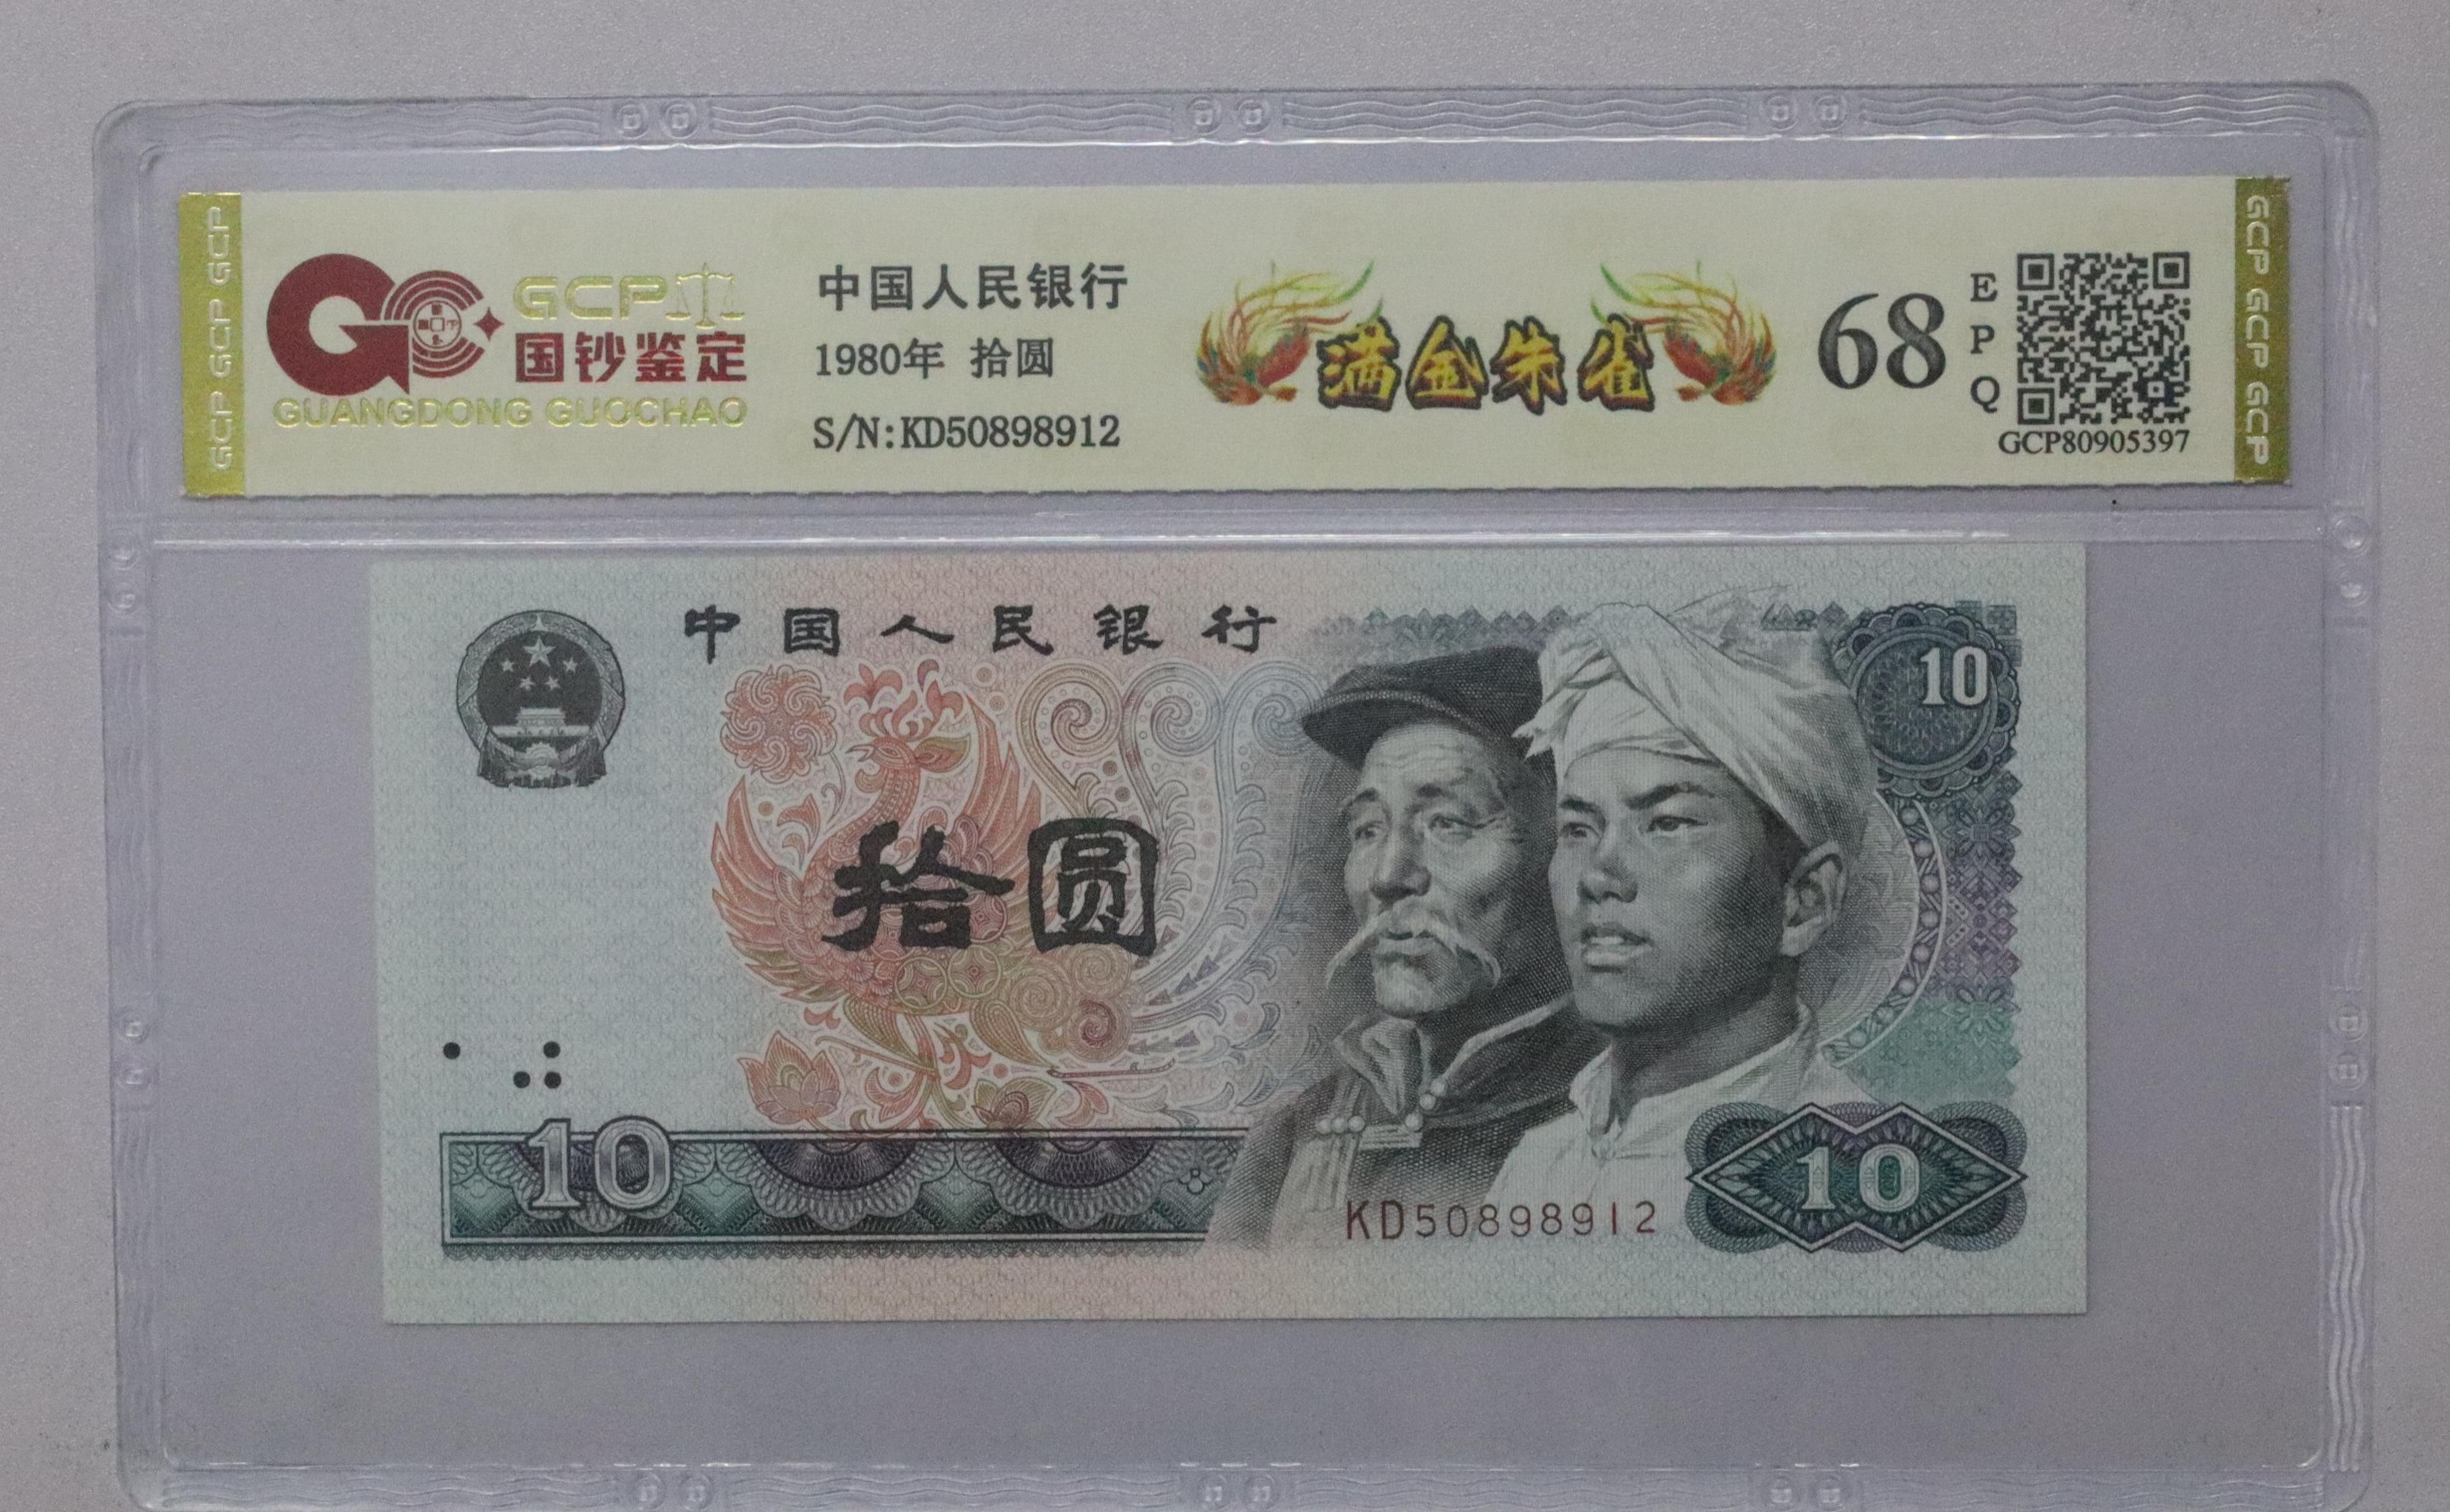 GCP GCP GCP
GCP
国钞鉴定
GUANGDONG GUOCHAO
中国人民银行
1980年 拾圆
S/N:KD50898912
满金朱雀
68
E
P
Q
GCP80905397
GCP GCP GCP
中国人民银行
10
拾圆
10
KD50898912
10